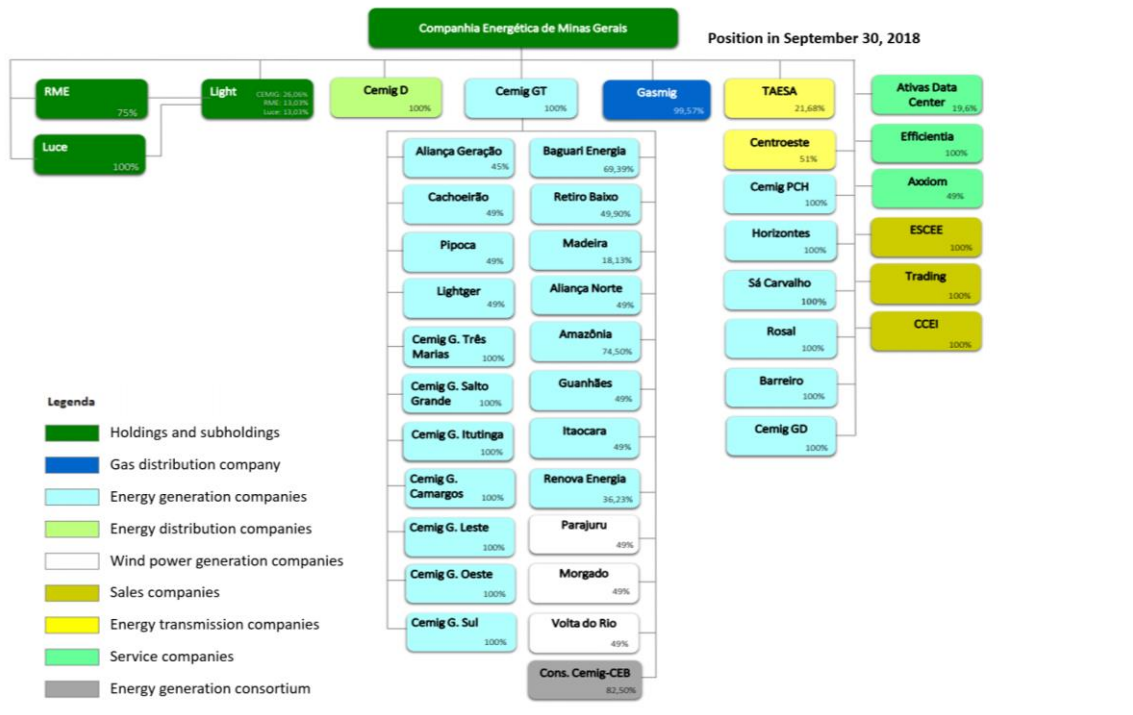 Companhia Energética de Minas Gerais
Position in September 30, 2018
RME
75%
Luce
100%
Light
CEMIG: 26,06%
RME: 13,03%
Luce: 13,03%
Cemig D
100%
Cemig GT
100%
Gasmig
99,57%
TAESA
21,68%
Ativas Data
Center 19,6%
Aliança Geração
45%
Cachoeirão
49%
Pipoca
49%
Lightger
49%
Cemig G. Três
Marias 100%
Cemig G. Salto
Grande 100%
Cemig G. Itutinga
100%
Cemig G.
Camargos 100%
Cemig G. Leste
100%
Cemig G. Oeste
100%
Cemig G. Sul
100%
Baguari Energia
69,39%
Retiro Baixo
49,90%
Madeira
18,13%
Aliança Norte
49%
Amazônia
74,50%
Guanhães
49%
Itaocara
49%
Renova Energia
36,23%
Parajuru
49%
Morgado
49%
Volta do Rio
49%
Cons. Cemig-CEB
82,50%
Centroeste
51%
Cemig PCH
100%
Horizontes
100%
Sá Carvalho
100%
Rosal
100%
Barreiro
100%
Cemig GD
100%
Efficientia
100%
Axxiom
49%
ESCEE
100%
Trading
100%
CCEI
100%
Legenda
Holdings and subholdings
Gas distribution company
Energy generation companies
Energy distribution companies
Wind power generation companies
Sales companies
Energy transmission companies
Service companies
Energy generation consortium